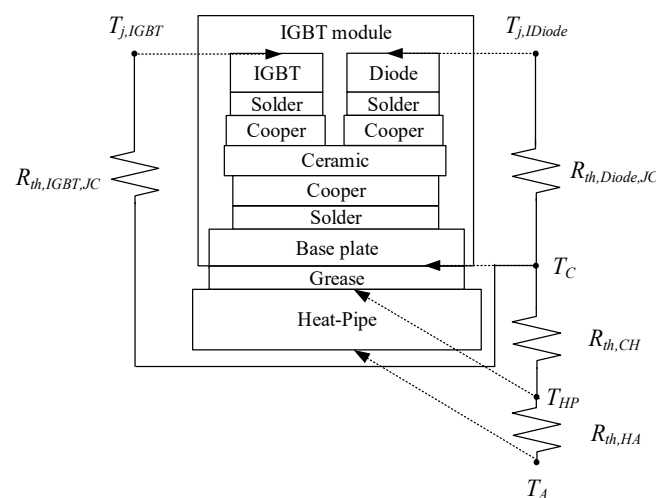 T_{j,IGBT}
IGBT module
T_{j,IDiode}
IGBT
Diode
Solder
Solder
Cooper
Cooper
Ceramic
R_{th,IGBT,JC}
R_{th,Diode,JC}
Cooper
Solder
Base plate
T_C
Grease
Heat-Pipe
R_{th,CH}
T_{HP}
R_{th,HA}
T_A